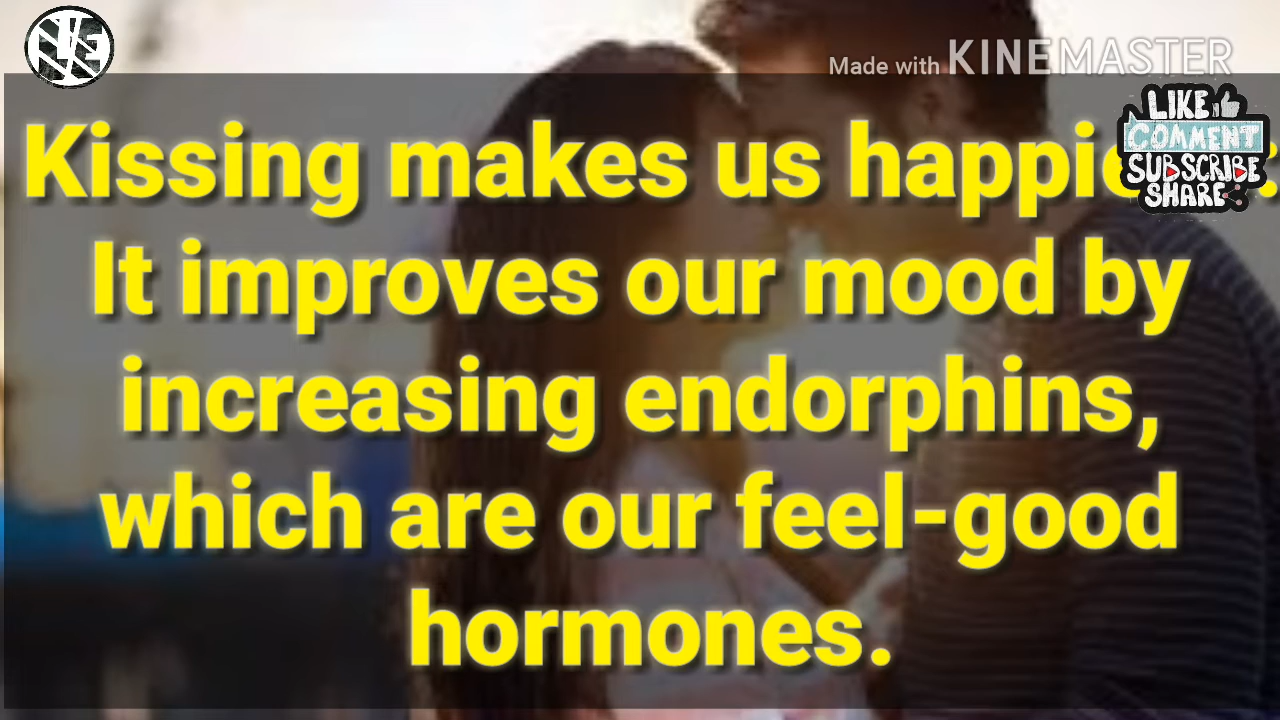 Made with KINEMASTER
LIKE
COMMENT
SUBSCRIBE
SHARE
Kissing makes us
It improves our mood by
increasing endorphins,
which are our feel-good
hormones.